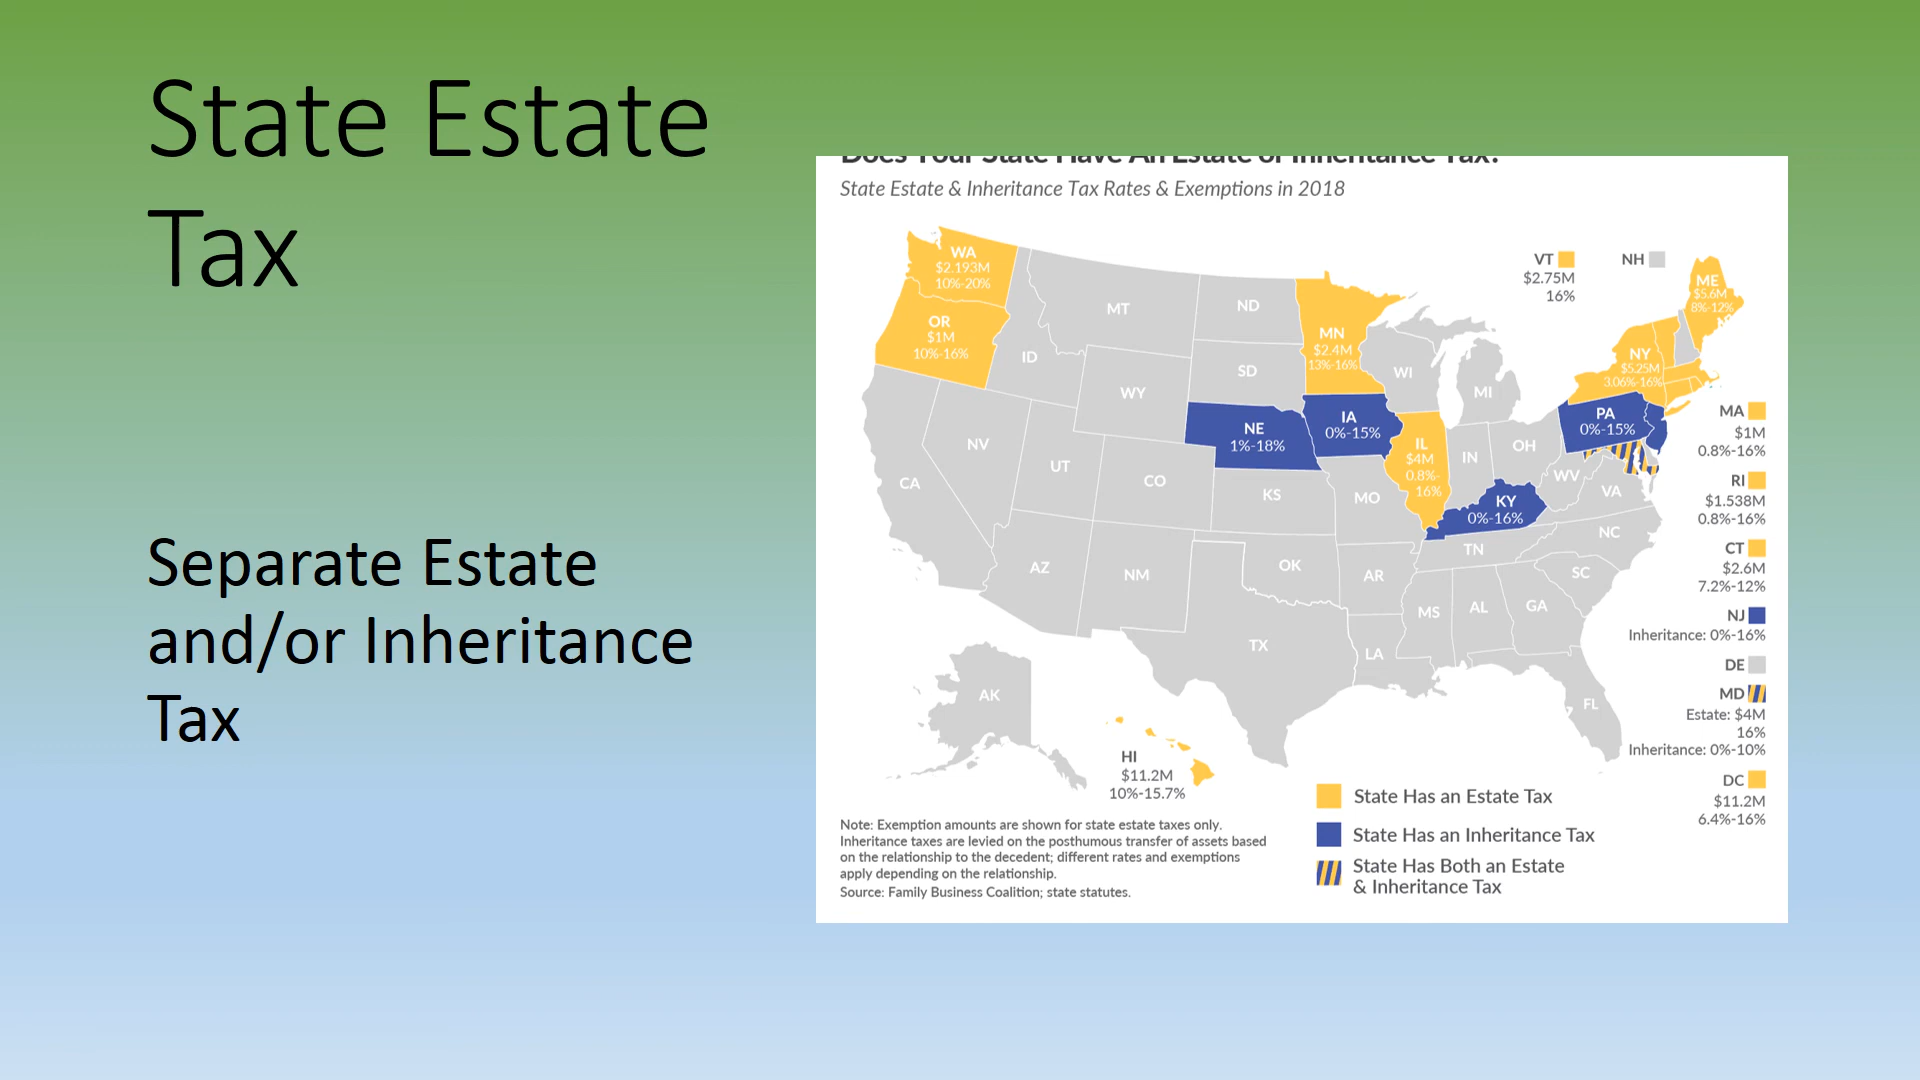 State Estate
Tax
Separate Estate
and/or Inheritance
Tax
Does Your State Have An Estate or Inheritance Tax?
State Estate & Inheritance Tax Rates & Exemptions in 2018
WA
$2.193M
10%-20%
OR
$1M
10%-16%
ID
MT
ND
SD
WY
NV
UT
CO
CA
AZ
NM
NE
1%-18%
KS
OK
TX
MN
$2.4M
13%-16%
IA
0%-15%
MO
AR
LA
WI
IL
$4M
0.8%-
16%
MI
IN
OH
KY
0%-16%
TN
MS
AL
GA
FL
SC
NC
VA
WV
PA
0%-15%
NY
$5.25M
3.06%-16%
ME
$5.6M
8%-12%
VT
$2.75M
16%
NH
MA
$1M
0.8%-16%
RI
$1.538M
0.8%-16%
CT
$2.6M
7.2%-12%
NJ
Inheritance: 0%-16%
DE
MD
Estate: $4M
16%
Inheritance: 0%-10%
DC
$11.2M
6.4%-16%
AK
HI
$11.2M
10%-15.7%
State Has an Estate Tax
State Has an Inheritance Tax
State Has Both an Estate
& Inheritance Tax
Note: Exemption amounts are shown for state estate taxes only.
Inheritance taxes are levied on the posthumous transfer of assets based
on the relationship to the decedent; different rates and exemptions
apply depending on the relationship.
Source: Family Business Coalition; state statutes.